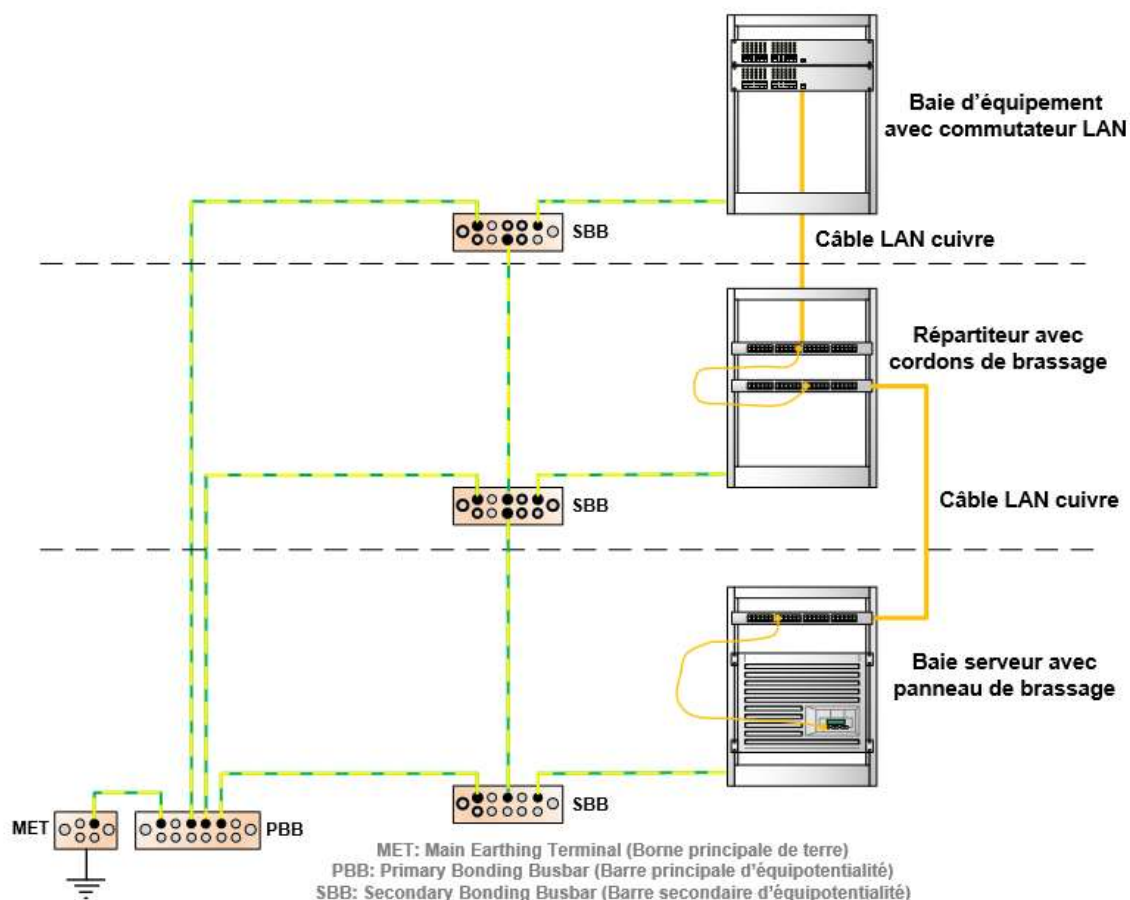 Baie d'équipement
avec commutateur LAN
SBB
Câble LAN cuivre
Répartiteur avec
cordons de brassage
SBB
Câble LAN cuivre
Baie serveur avec
panneau de brassage
SBB
MET
PBB
MET: Main Earthing Terminal (Borne principale de terre)
PBB: Primary Bonding Busbar (Barre principale d'équipotentialité)
SBB: Secondary Bonding Busbar (Barre secondaire d'équipotentialité)